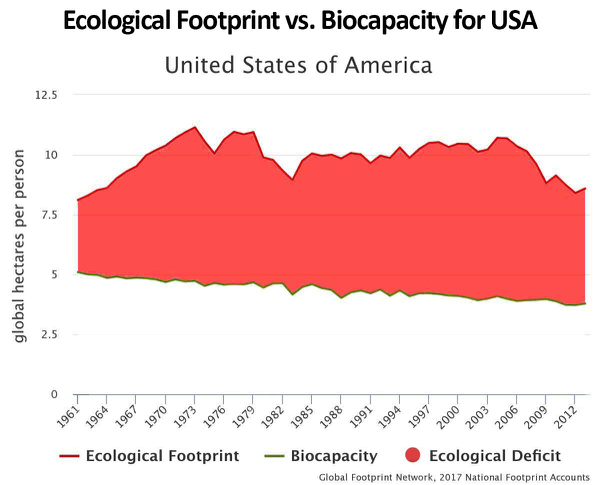 Ecological Footprint vs. Biocapacity for USA
United States of America
global hectares per person
12.5
10
7.5
5
2.5
0
1961 1964 1967 1970 1973 1976 1979 1982 1985 1988 1991 1994 1997 2000 2003 2006 2009 2012
Ecological Footprint Biocapacity Ecological Deficit
Global Footprint Network, 2017 National Footprint Accounts